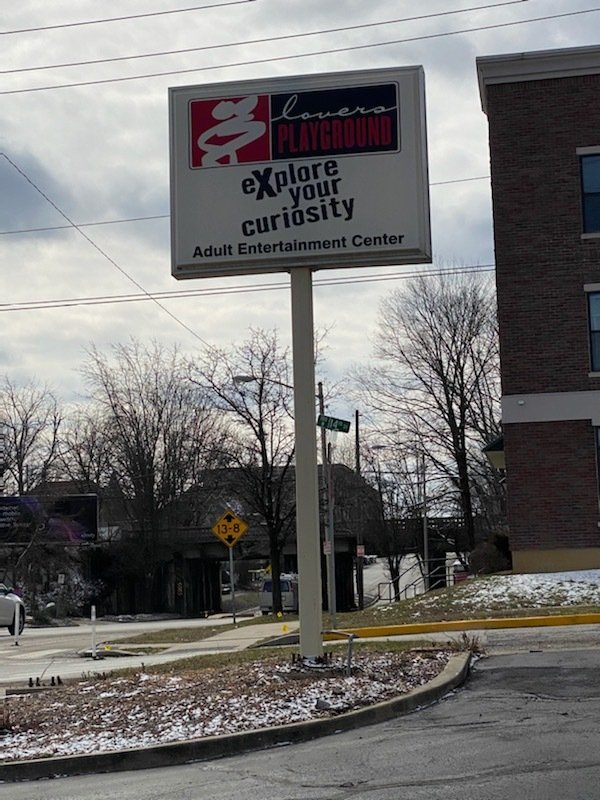 lovers
PLAYGROUND
eXplore
your
curiosity
Adult Entertainment Center
13-8